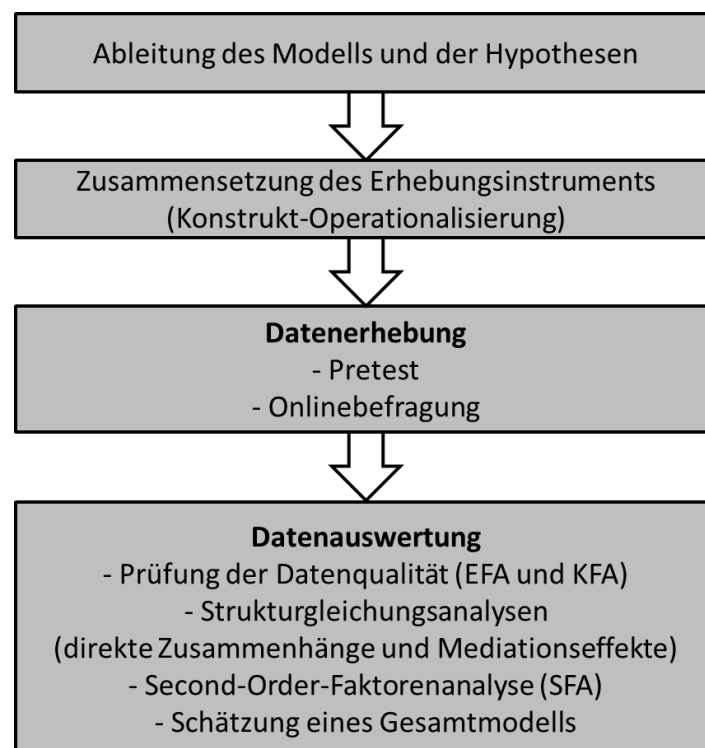 Ableitung des Modells und der Hypothesen
Zusammensetzung des Erhebungsinstruments
(Konstrukt-Operationalisierung)
Datenerhebung
- Pretest
- Onlinebefragung
Datenauswertung
- Prüfung der Datenqualität (EFA und KFA)
- Strukturgleichungsanalysen
(direkte Zusammenhänge und Mediationseffekte)
- Second-Order-Faktorenanalyse (SFA)
- Schätzung eines Gesamtmodells